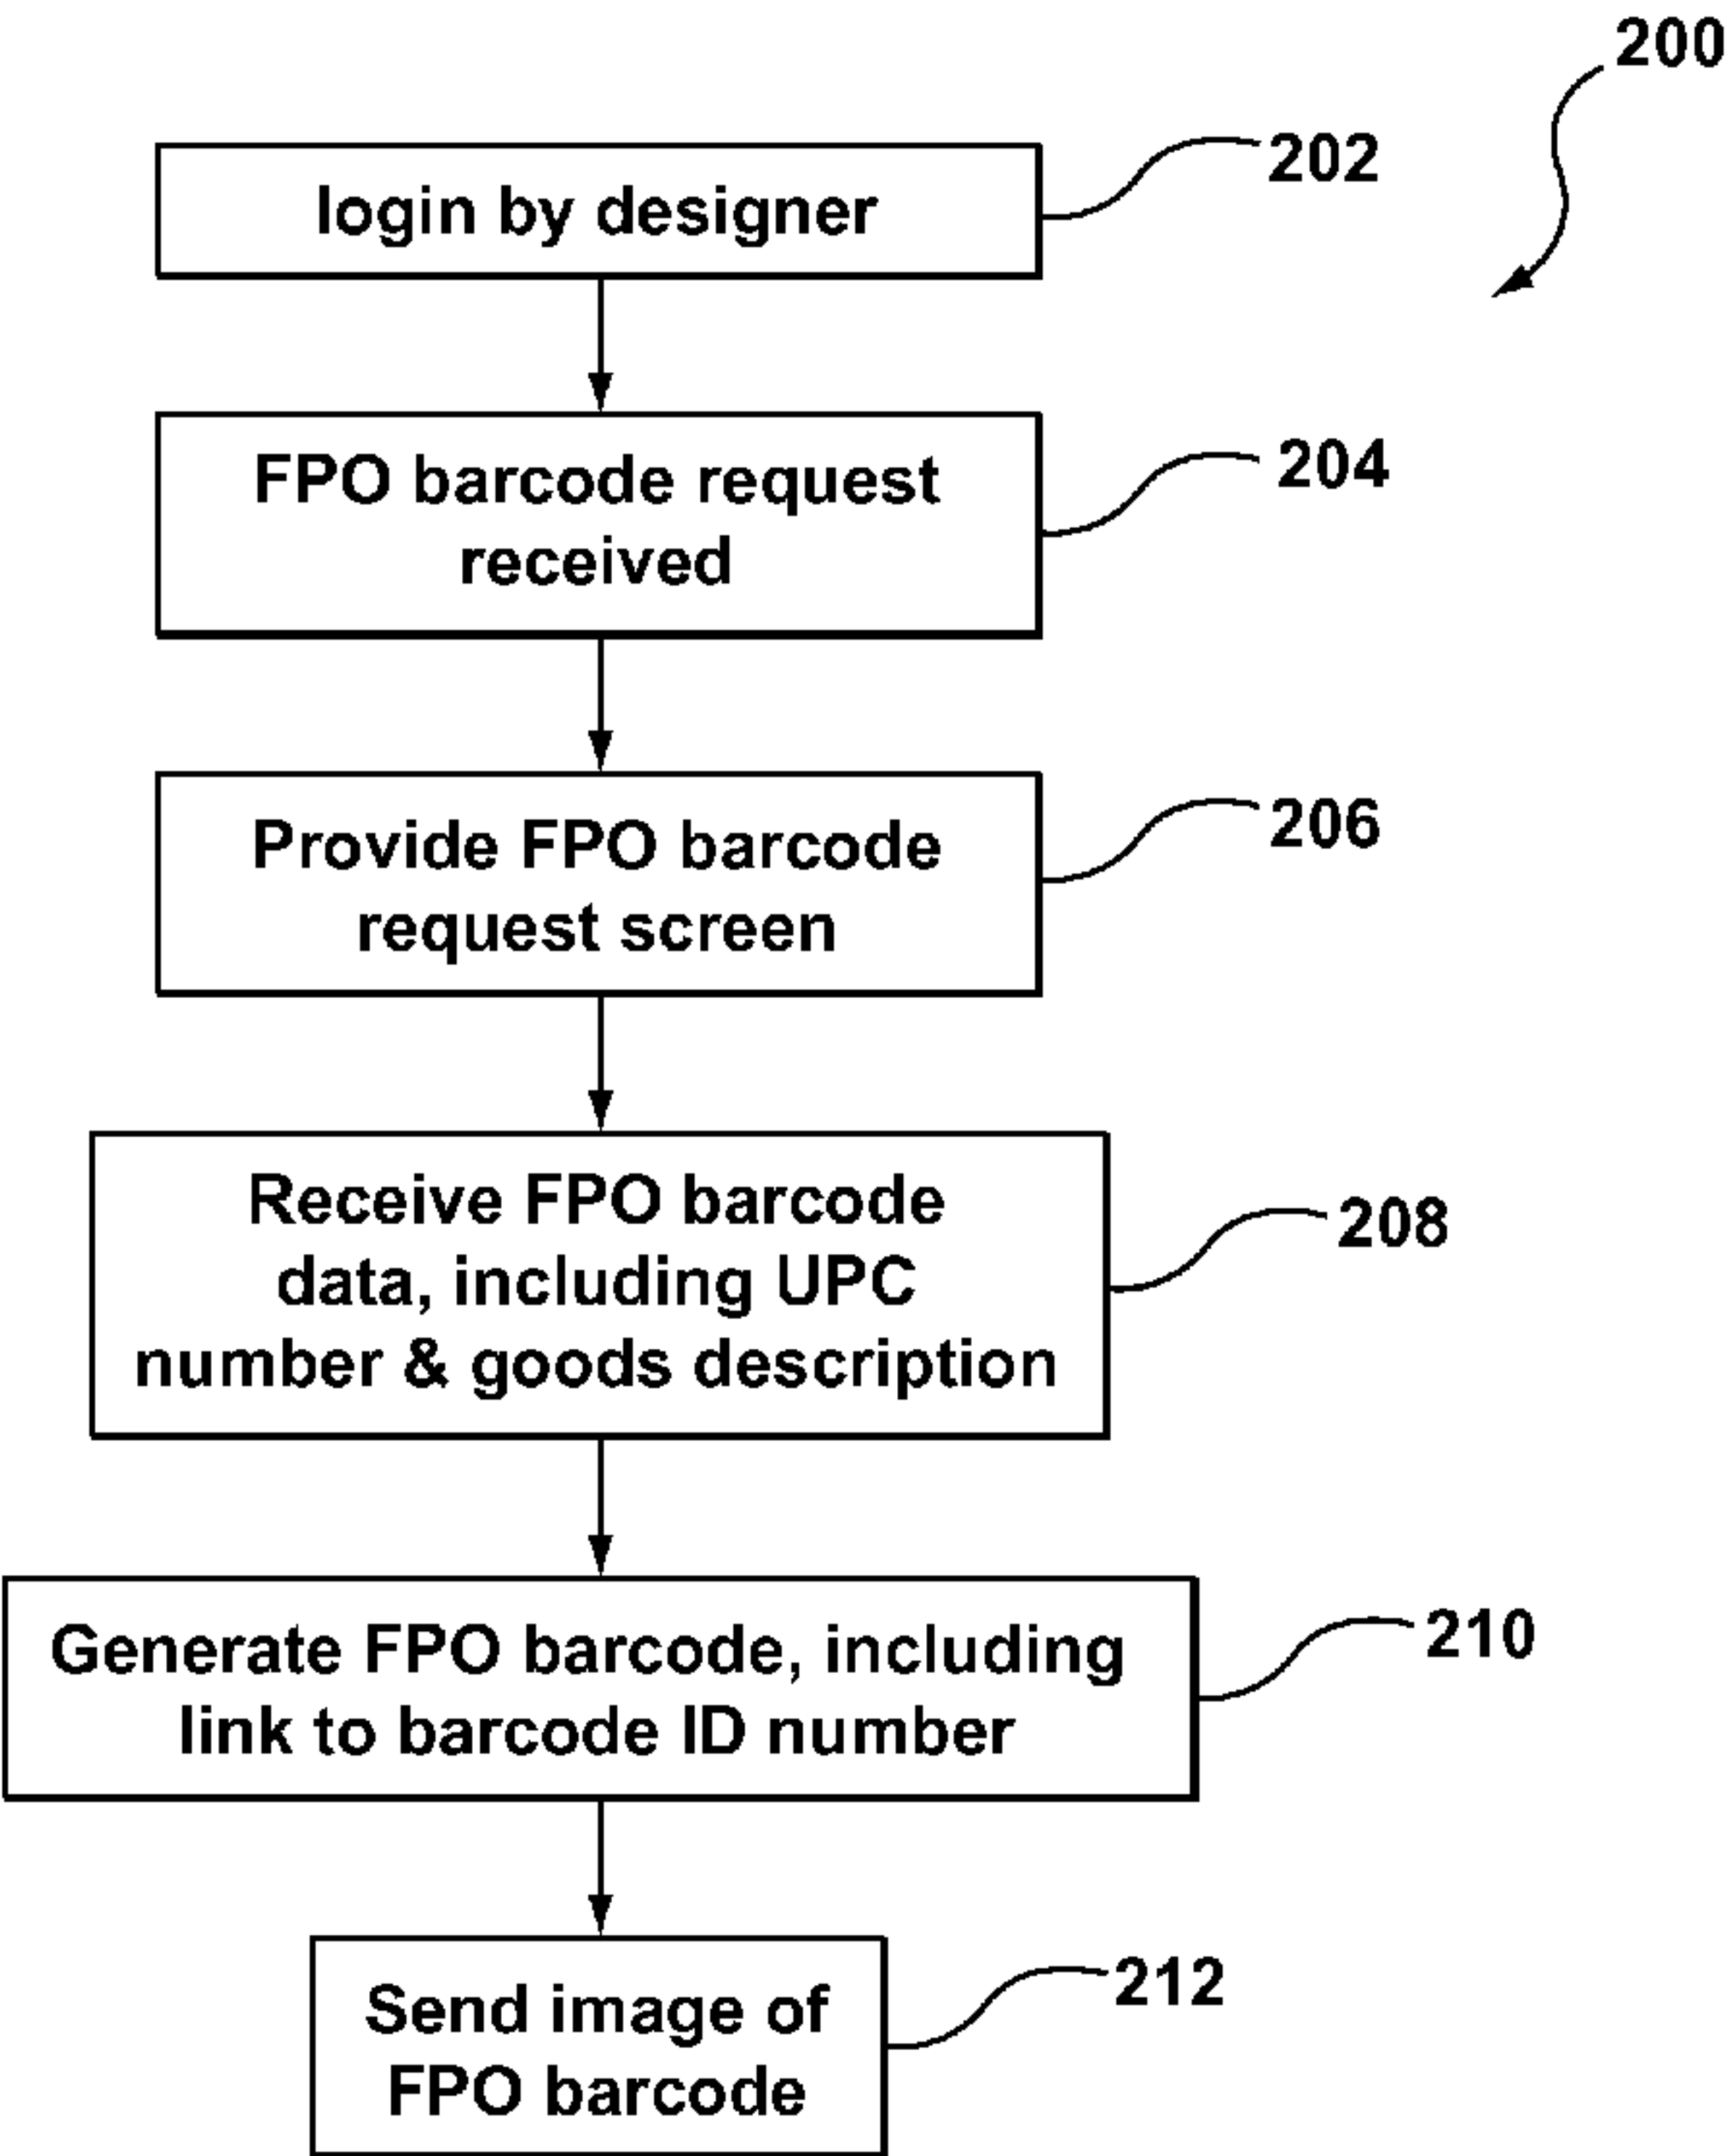 200
login by designer
202
FPO barcode request
received
204
Provide FPO barcode
request screen
206
Receive FPO barcode
data, including UPC
number & goods description
208
Generate FPO barcode, including
link to barcode ID number
210
Send image of
FPO barcode
212